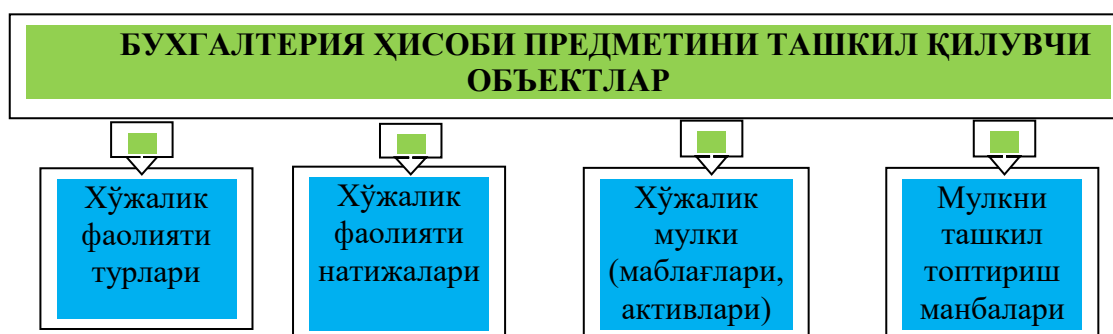 БУХГАЛТЕРИЯ ҲИСОБИ ПРЕДМЕТИНИ ТАШКИЛ ҚИЛУВЧИ
ОБЪЕКТЛАР
Хўжалик
фаолияти
турлари
Хўжалик
фаолияти
натижалари
Хўжалик
мулки
(маблағлари,
активлари)
Мулкни
ташкил
топтириш
манбалари